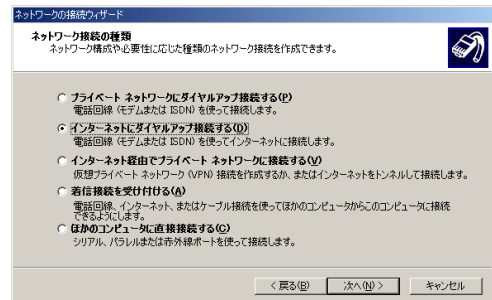 ネットワークの接続ウィザード
ネットワーク接続の種類
ネットワーク構成や必要性に応じた種類のネットワーク接続を作成できます。
プライベート ネットワークにダイヤルアップ接続する(P)
電話回線 (モデムまたは ISDN) を使って接続します。
インターネットにダイヤルアップ接続する(D)
電話回線 (モデムまたは ISDN) を使ってインターネットに接続します。
インターネット経由でプライベート ネットワークに接続する(V)
仮想プライベート ネットワーク (VPN) 接続を作成するか、またはインターネットをトンネルして接続します。
着信接続を受け付ける(A)
電話回線、インターネット、またはケーブル接続を使ってほかのコンピュータからこのコンピュータに接続
できるようにします。
ほかのコンピュータに直接接続する(C)
シリアル、パラレルまたは赤外線ポートを使って接続します。
< 戻る(B)
次へ(N) >
キャンセル